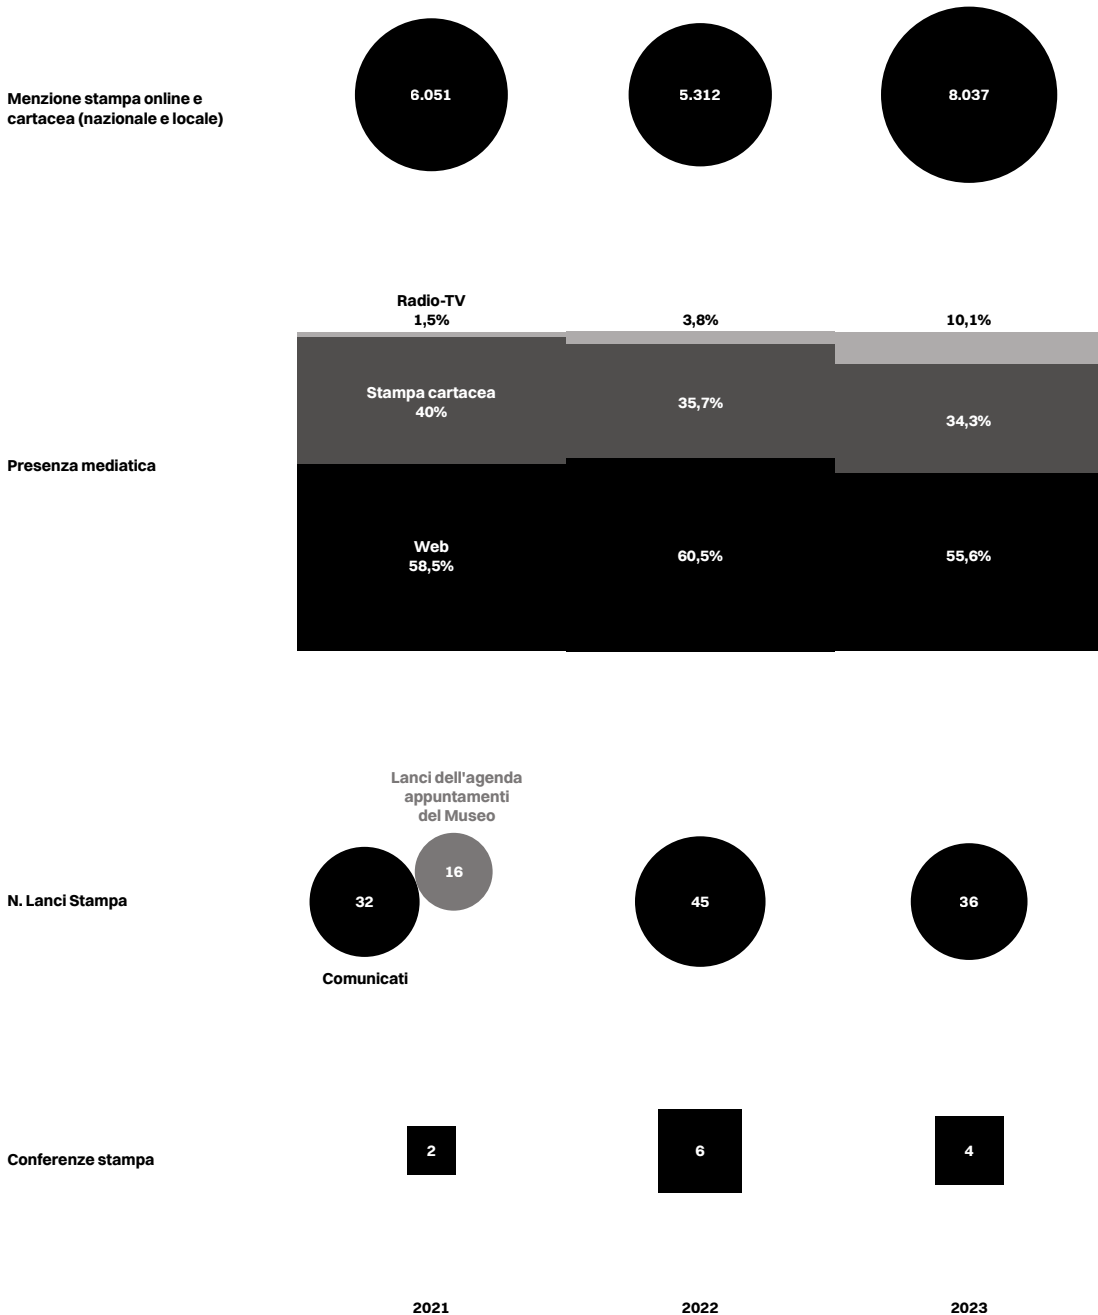 Menzione stampa online e
cartacea (nazionale e locale)
6.051
5.312
8.037
Presenza mediatica
Radio-TV
1,5%
3,8%
10,1%
Stampa cartacea
40%
35,7%
34,3%
Web
58,5%
60,5%
55,6%
N. Lanci Stampa
Lanci dell'agenda
appuntamenti
del Museo
16
32
Comunicati
45
36
Conferenze stampa
2
6
4
2021
2022
2023